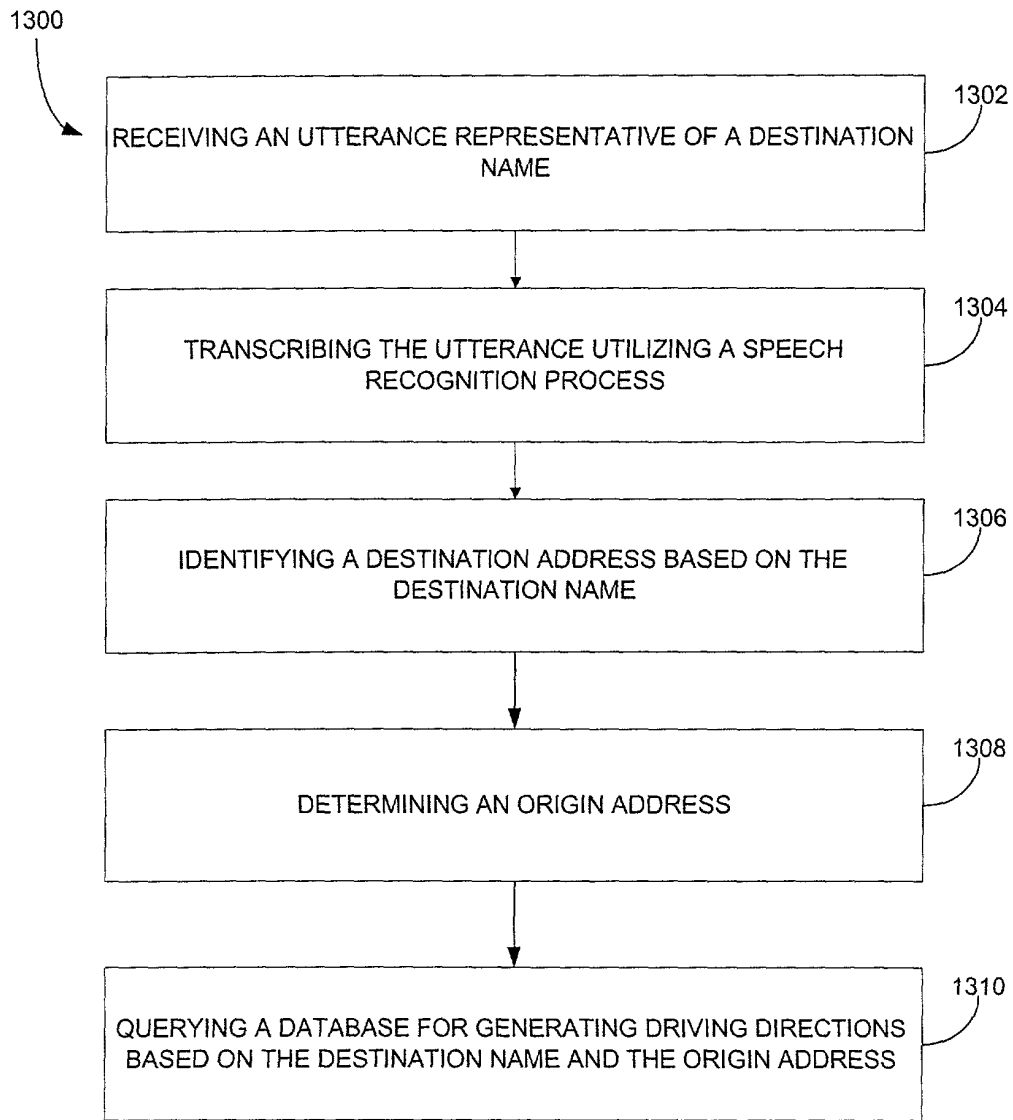 1300
1302
RECEIVING AN UTTERANCE REPRESENTATIVE OF A DESTINATION
NAME
1304
TRANSCRIBING THE UTTERANCE UTILIZING A SPEECH
RECOGNITION PROCESS
1306
IDENTIFYING A DESTINATION ADDRESS BASED ON THE
DESTINATION NAME
1308
DETERMINING AN ORIGIN ADDRESS
1310
QUERYING A DATABASE FOR GENERATING DRIVING DIRECTIONS
BASED ON THE DESTINATION NAME AND THE ORIGIN ADDRESS